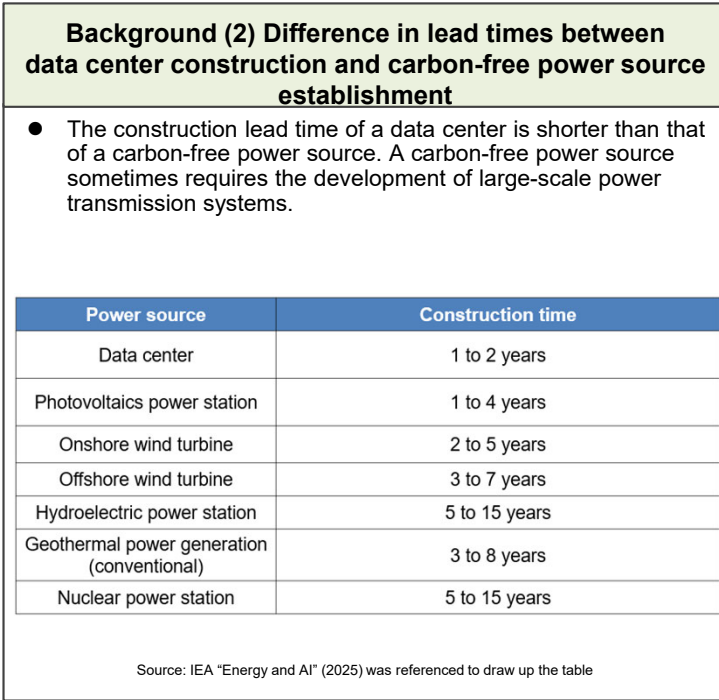 Background (2) Difference in lead times between
data center construction and carbon-free power source
establishment
● The construction lead time of a data center is shorter than that
of a carbon-free power source. A carbon-free power source
sometimes requires the development of large-scale power
transmission systems.
Power source Construction time
Data center 1 to 2 years
Photovoltaics power station 1 to 4 years
Onshore wind turbine 2 to 5 years
Offshore wind turbine 3 to 7 years
Hydroelectric power station 5 to 15 years
Geothermal power generation
(conventional) 3 to 8 years
Nuclear power station 5 to 15 years
Source: IEA “Energy and AI” (2025) was referenced to draw up the table